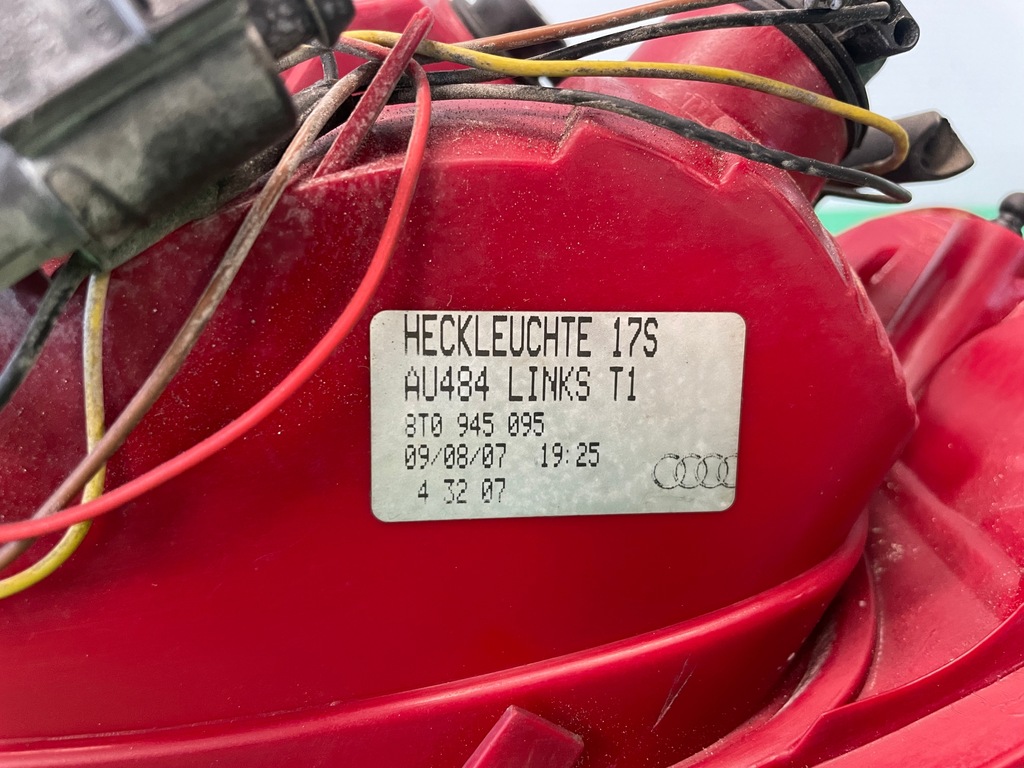 HECKLEUCHTE 17S
AU484 LINKS T1
8T0 945 095
09/08/07 19:25
4 32 07